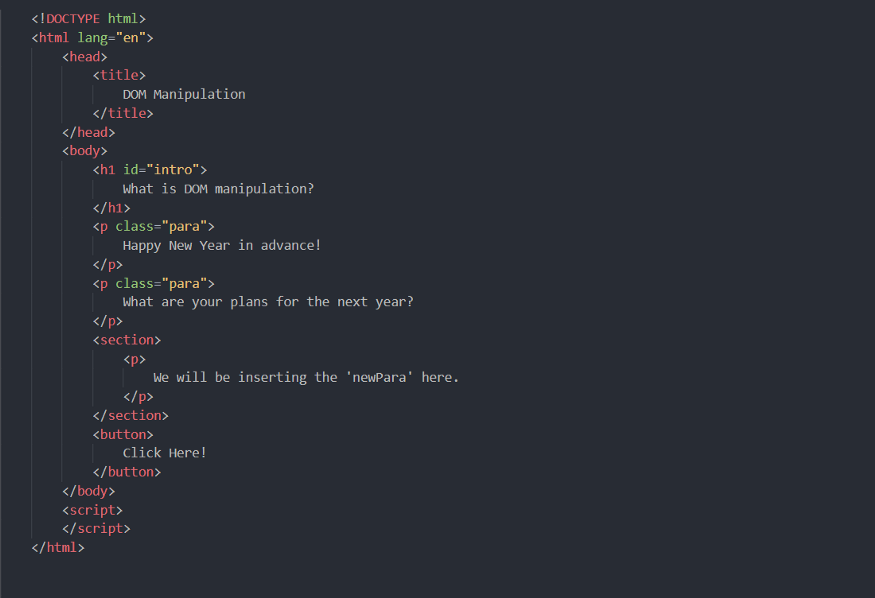 <!DOCTYPE html>
<html lang="en">
<head>
<title>
DOM Manipulation
</title>
</head>
<body>
<h1 id="intro">
What is DOM manipulation?
</h1>
<p class="para">
Happy New Year in advance!
</p>
<p class="para">
What are your plans for the next year?
</p>
<section>
<p>
We will be inserting the 'newPara' here.
</p>
</section>
<button>
Click Here!
</button>
</body>
<script>
</script>
</html>